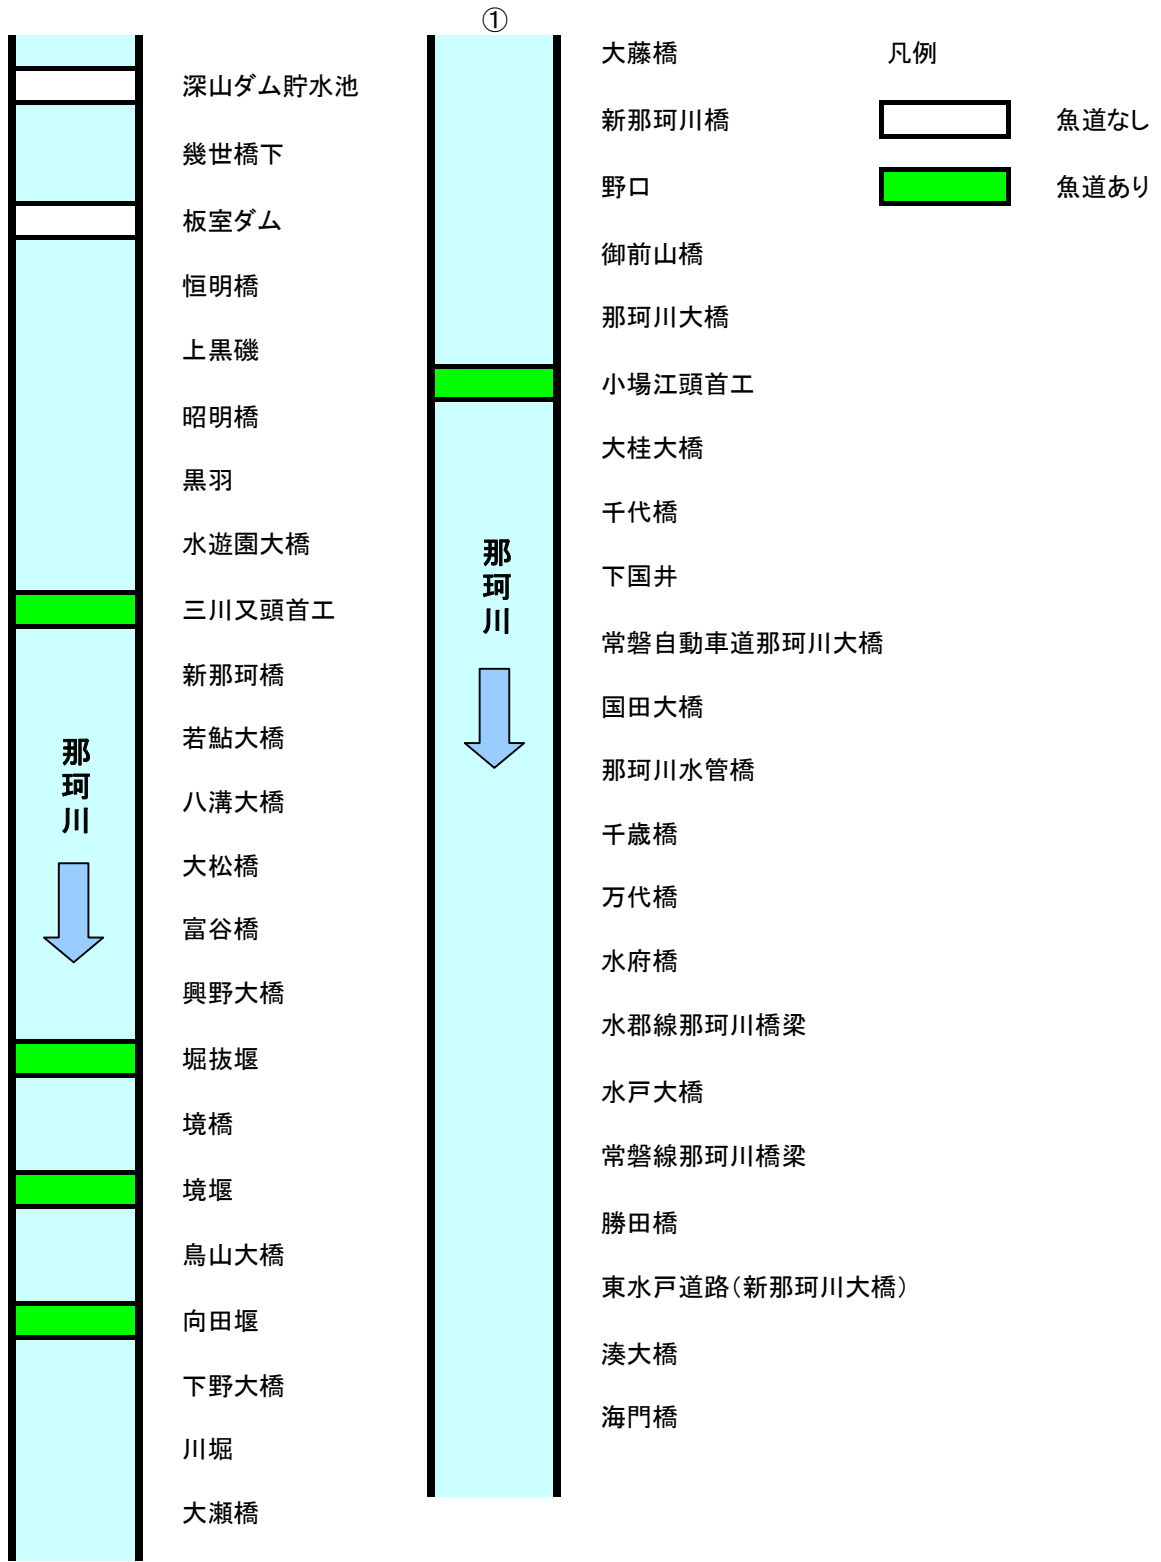 深山ダム貯水池
幾世橋下
板室ダム
恒明橋
上黒磯
昭明橋
黒羽
水遊園大橋
三川又頭首工
新那珂橋
若鮎大橋
八溝大橋
大松橋
富谷橋
興野大橋
堀抜堰
境橋
境堰
烏山大橋
向田堰
下野大橋
川堀
大瀬橋
那珂川
①
大藤橋
新那珂川橋
野口
御前山橋
那珂川大橋
小場江頭首工
大桂大橋
千代橋
下国井
常磐自動車道那珂川大橋
国田大橋
那珂川水管橋
千歳橋
万代橋
水府橋
水郡線那珂川橋梁
水戸大橋
常磐線那珂川橋梁
勝田橋
東水戸道路（新那珂川大橋）
湊大橋
海門橋
那珂川
凡例
魚道なし
魚道あり